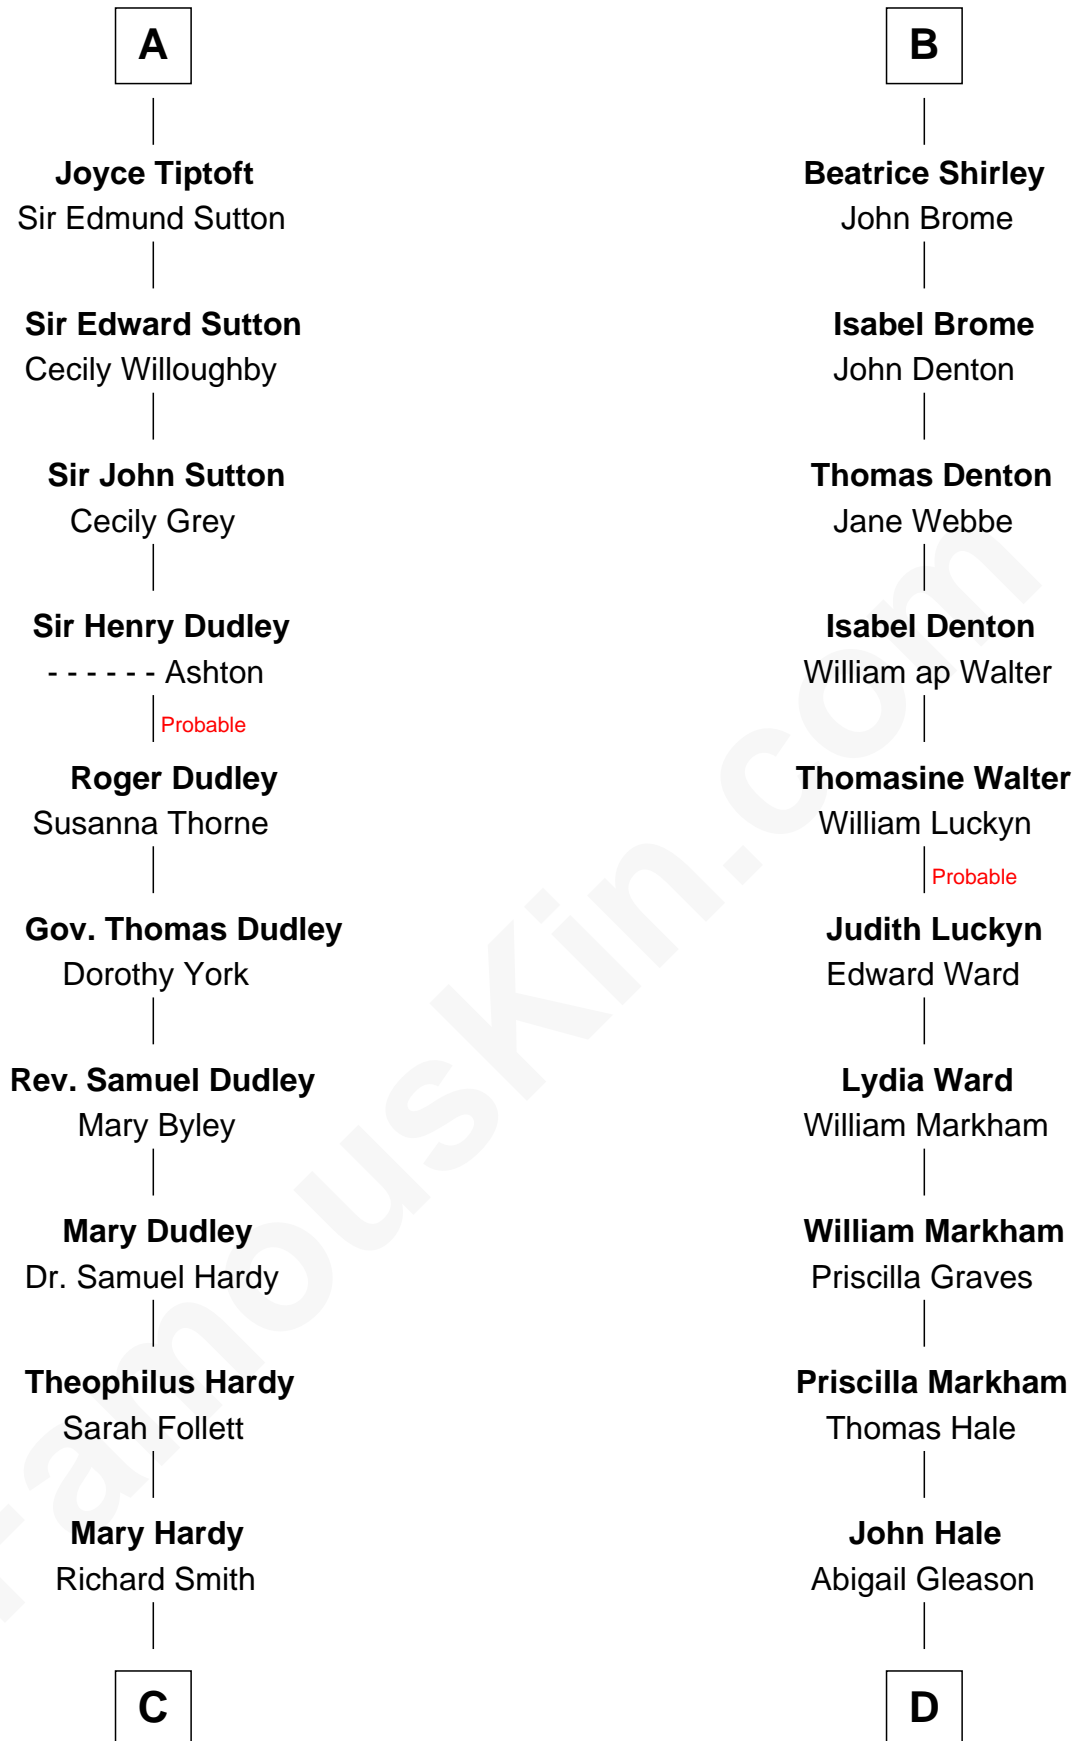 A
Joyce Tiptoft
Sir Edmund Sutton
Sir Edward Sutton
Cecily Willoughby
Sir John Sutton
Cecily Grey
Sir Henry Dudley
- - - - - - Ashton
Probable
Roger Dudley
Susanna Thorne
Gov. Thomas Dudley
Dorothy York
Rev. Samuel Dudley
Mary Byley
Mary Dudley
Dr. Samuel Hardy
Theophilus Hardy
Sarah Follett
Mary Hardy
Richard Smith
C
B
Beatrice Shirley
John Brome
Isabel Brome
John Denton
Thomas Denton
Jane Webbe
Isabel Denton
William ap Walter
Thomasine Walter
William Luckyn
Probable
Judith Luckyn
Edward Ward
Lydia Ward
William Markham
William Markham
Priscilla Graves
Priscilla Markham
Thomas Hale
John Hale
Abigail Gleason
D
FamousKin.com